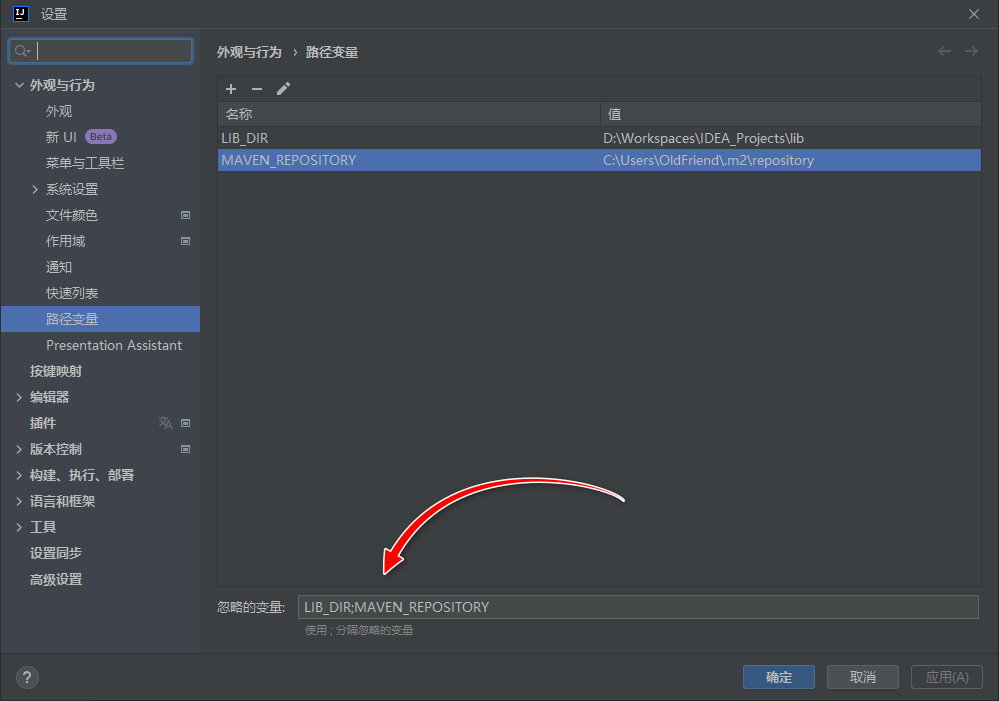 设置
外观与行为 › 路径变量
外观与行为
外观
新 UI Beta
菜单与工具栏
系统设置
文件颜色
作用域
通知
快速列表
路径变量
Presentation Assistant
按键映射
编辑器
插件
版本控制
构建、执行、部署
语言和框架
工具
设置同步
高级设置
名称 值
LIB_DIR D:\Workspaces\IDEA_Projects\lib
MAVEN_REPOSITORY C:\Users\OldFriend\.m2\repository
忽略的变量: LIB_DIR;MAVEN_REPOSITORY
使用 ; 分隔忽略的变量
? 确定 取消 应用(A)